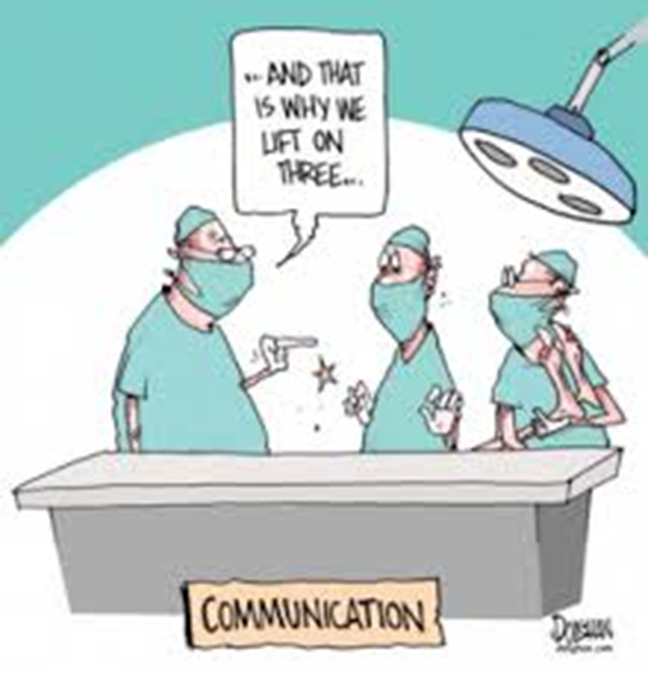 ..AND THAT
IS WHY WE
LIFT ON
THREE...
COMMUNICATION